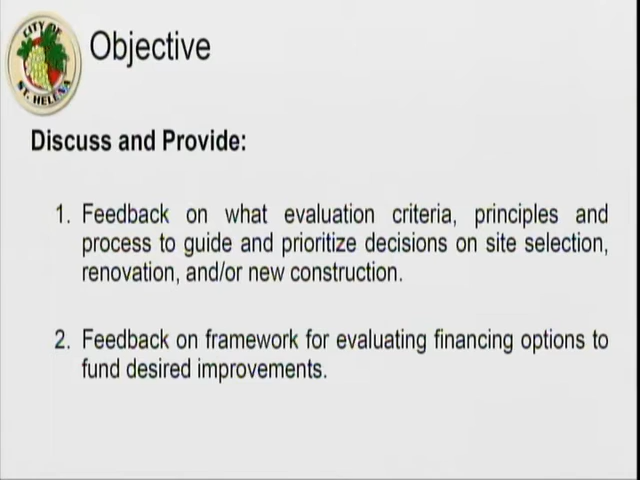 CITY OF
ST. HELENA
Objective
Discuss and Provide:
1. Feedback on what evaluation criteria, principles and
process to guide and prioritize decisions on site selection,
renovation, and/or new construction.
2. Feedback on framework for evaluating financing options to
fund desired improvements.